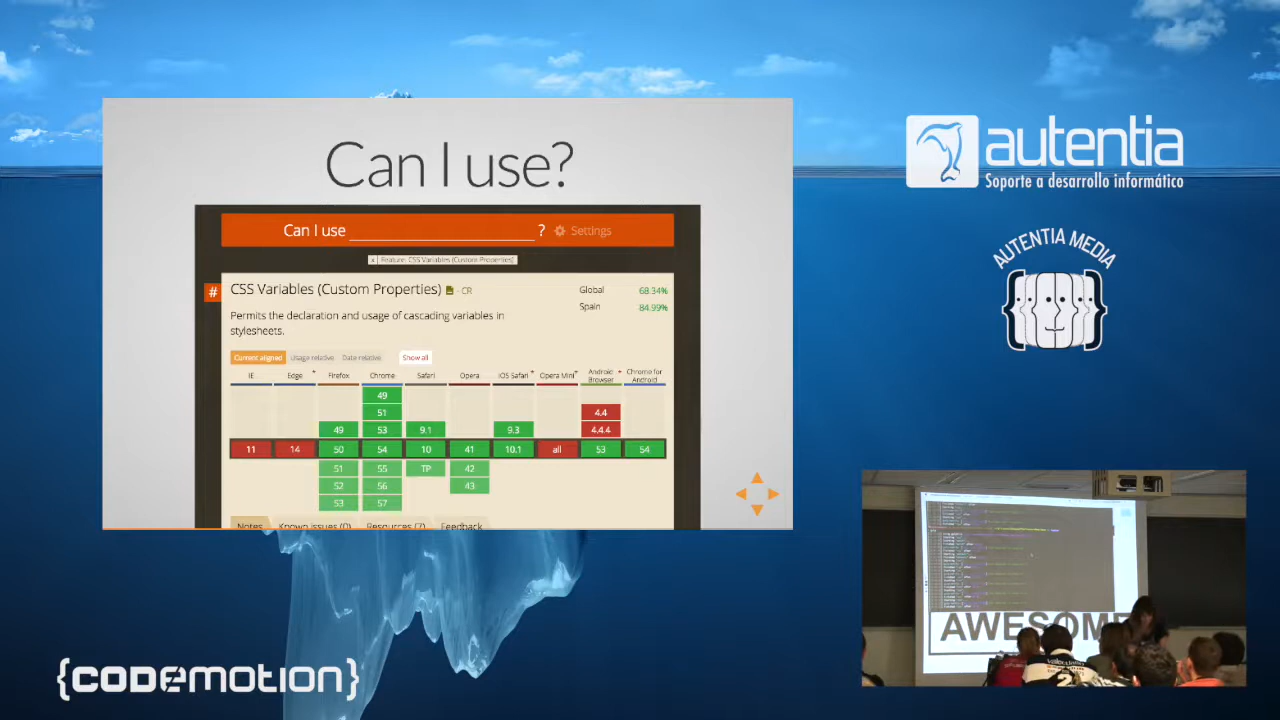 Can I use?
Can I use ? Settings
x Feature: CSS Variables (Custom Properties)
# CSS Variables (Custom Properties) - CR
Global 68.34%
Spain 84.99%
Permits the declaration and usage of cascading variables in
stylesheets.
Current aligned Usage relative Date relative Show all
IE Edge * Firefox Chrome Safari Opera iOS Safari * Opera Mini * Android Browser * Chrome for Android
49
51 4.4
49 53 9.1 9.3 4.4.4
11 14 50 54 10 41 10.1 all 53 54
51 55 TP 42
52 56 43
53 57
Notes Known issues (0) Resources (7) Feedback
autentia
Soporte a desarrollo informático
AUTENTIA MEDIA
AWESOME
{CODEMOTION}